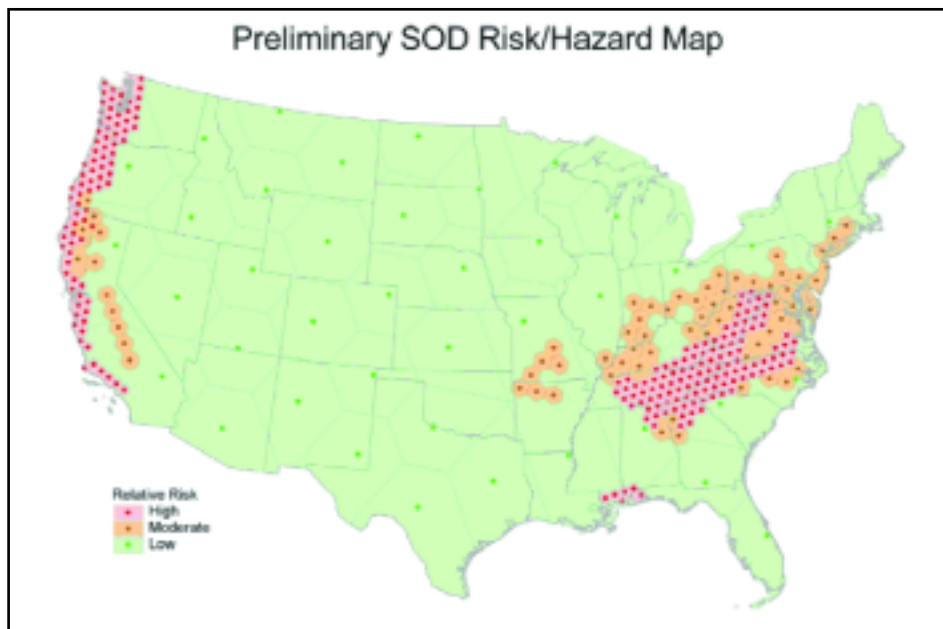 Preliminary SOD Risk/Hazard Map
Relative Risk
High
Moderate
Low